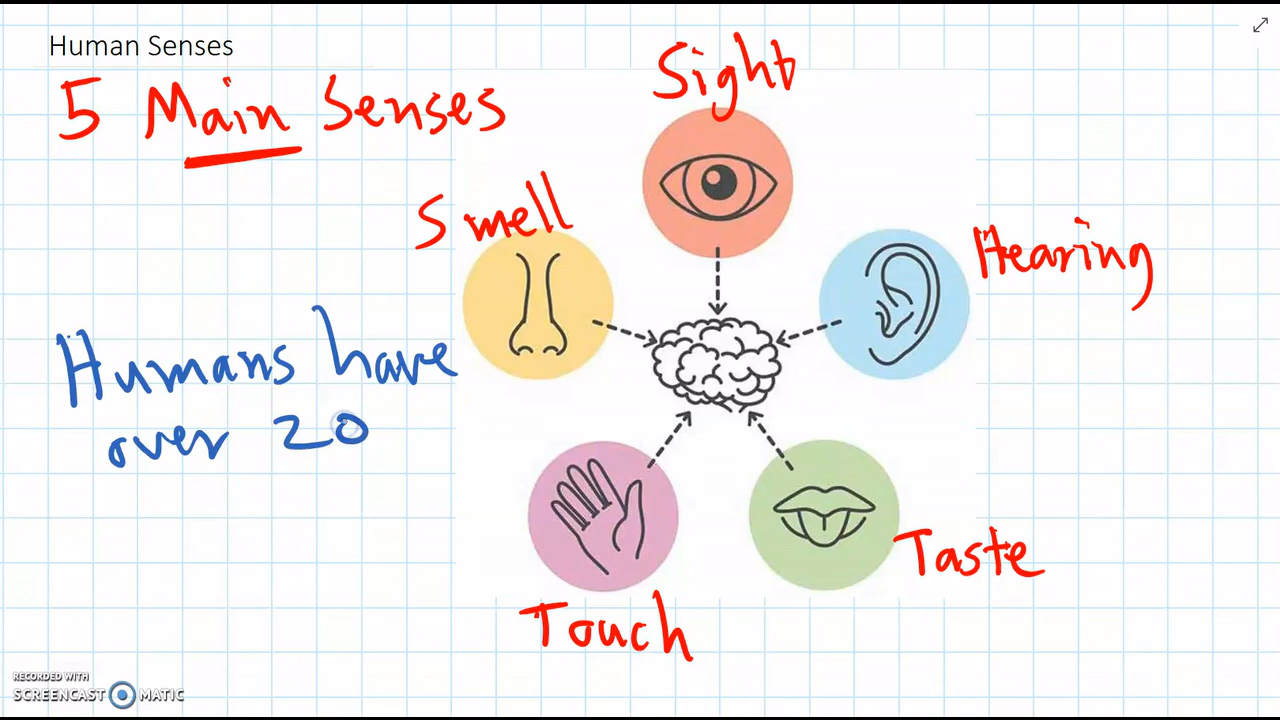 Human Senses
5 Main Senses
Sight
Smell
Hearing
Humans have
over 20
Taste
Touch
RECORDED WITH
SCREENCAST MATIC